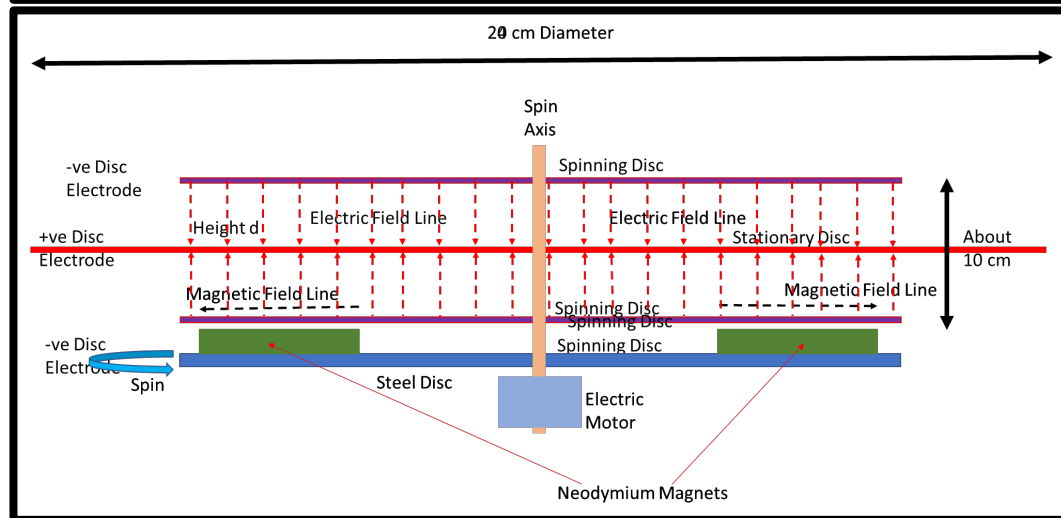 cm Diameter
Spin
Axis
-ve Disc
Electrode
Spinning Disc
Electric Field Line
Electric Field Line
Height d
+ve Disc
Electrode
Stationary Disc
About
10 cm
Magnetic Field Line
Magnetic Field Line
Spinning Disc
Spinning Disc
-ve Disc
Electrode
Spinning Disc
Spin
Steel Disc
Electric
Motor
Neodymium Magnets